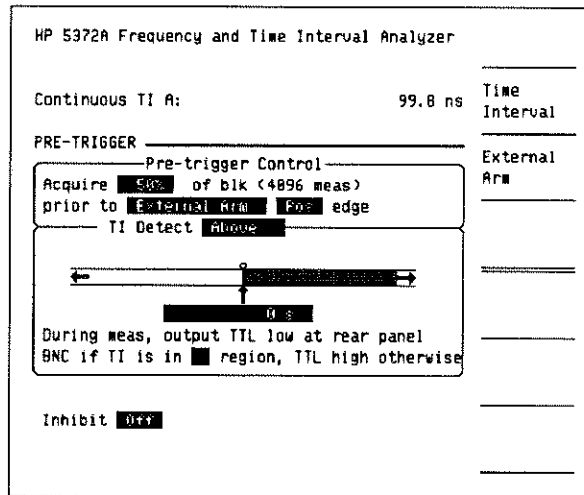 HP 5372A Frequency and Time Interval Analyzer
Continuous TI A: 99.8 ns
Time
Interval
PRE-TRIGGER
External
Arm
Pre-trigger Control
Acquire 50% of blk (4096 meas)
prior to External Arm Pos edge
TI Detect Above
0 s
During meas, output TTL low at rear panel
BNC if TI is in region, TTL high otherwise
Inhibit Off